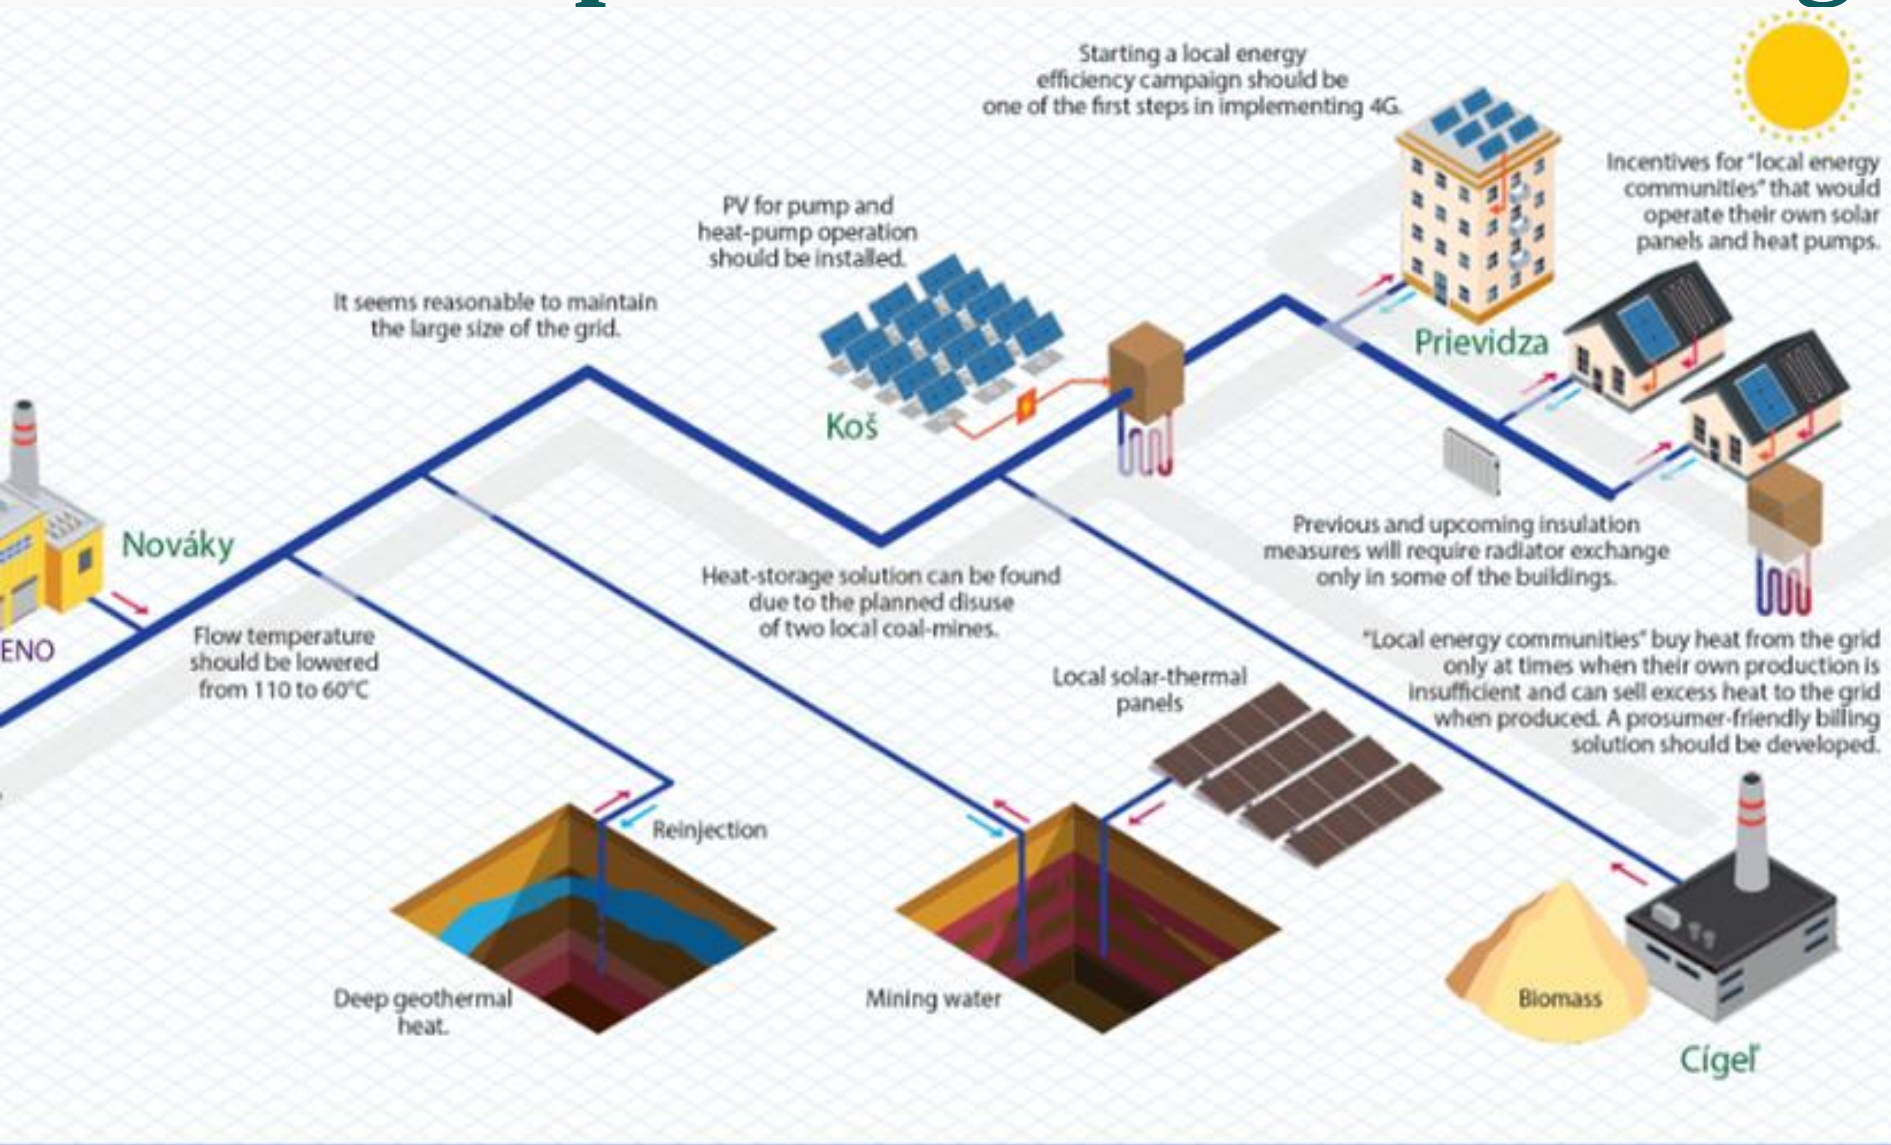 Starting a local energy
efficiency campaign should be
one of the first steps in implementing 4G.
Incentives for "local energy
communities" that would
operate their own solar
panels and heat pumps.
PV for pump and
heat-pump operation
should be installed.
It seems reasonable to maintain
the large size of the grid.
Prievidza
Koš
Nováky
Previous and upcoming insulation
measures will require radiator exchange
only in some of the buildings.
Heat-storage solution can be found
due to the planned disuse
of two local coal-mines.
ENO
Flow temperature
should be lowered
from 110 to 60°C
"Local energy communities" buy heat from the grid
only at times when their own production is
insufficient and can sell excess heat to the grid
when produced. A prosumer-friendly billing
solution should be developed.
Local solar-thermal
panels
Reinjection
Deep geothermal
heat.
Mining water
Biomass
Cígeľ